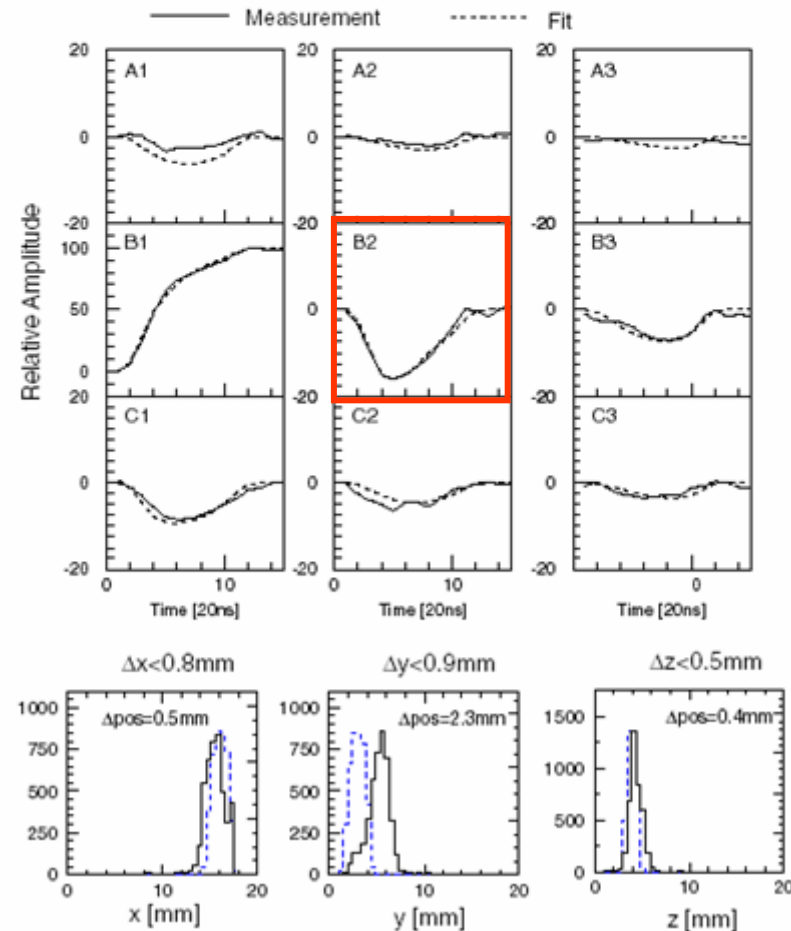 Measurement Fit
20 20 20
A1 A2 A3
0 0 0
-20 -20 -20
Relative Amplitude
B1 B2 B3
100
50 0 0
0
20 -20 -20
C1 C2 C3
0 0 0
-20 -20 -20
0 10 0 10 0
Time [20ns] Time [20ns] Time [20ns]
Δx<0.8mm Δy<0.9mm Δz<0.5mm
1000 1000 1500
Δpos=0.5mm Δpos=2.3mm Δpos=0.4mm
750 750 1000
500 500
250 250 500
0 0 0
0 20 0 10 20 0 10 20
x [mm] y [mm] z [mm]